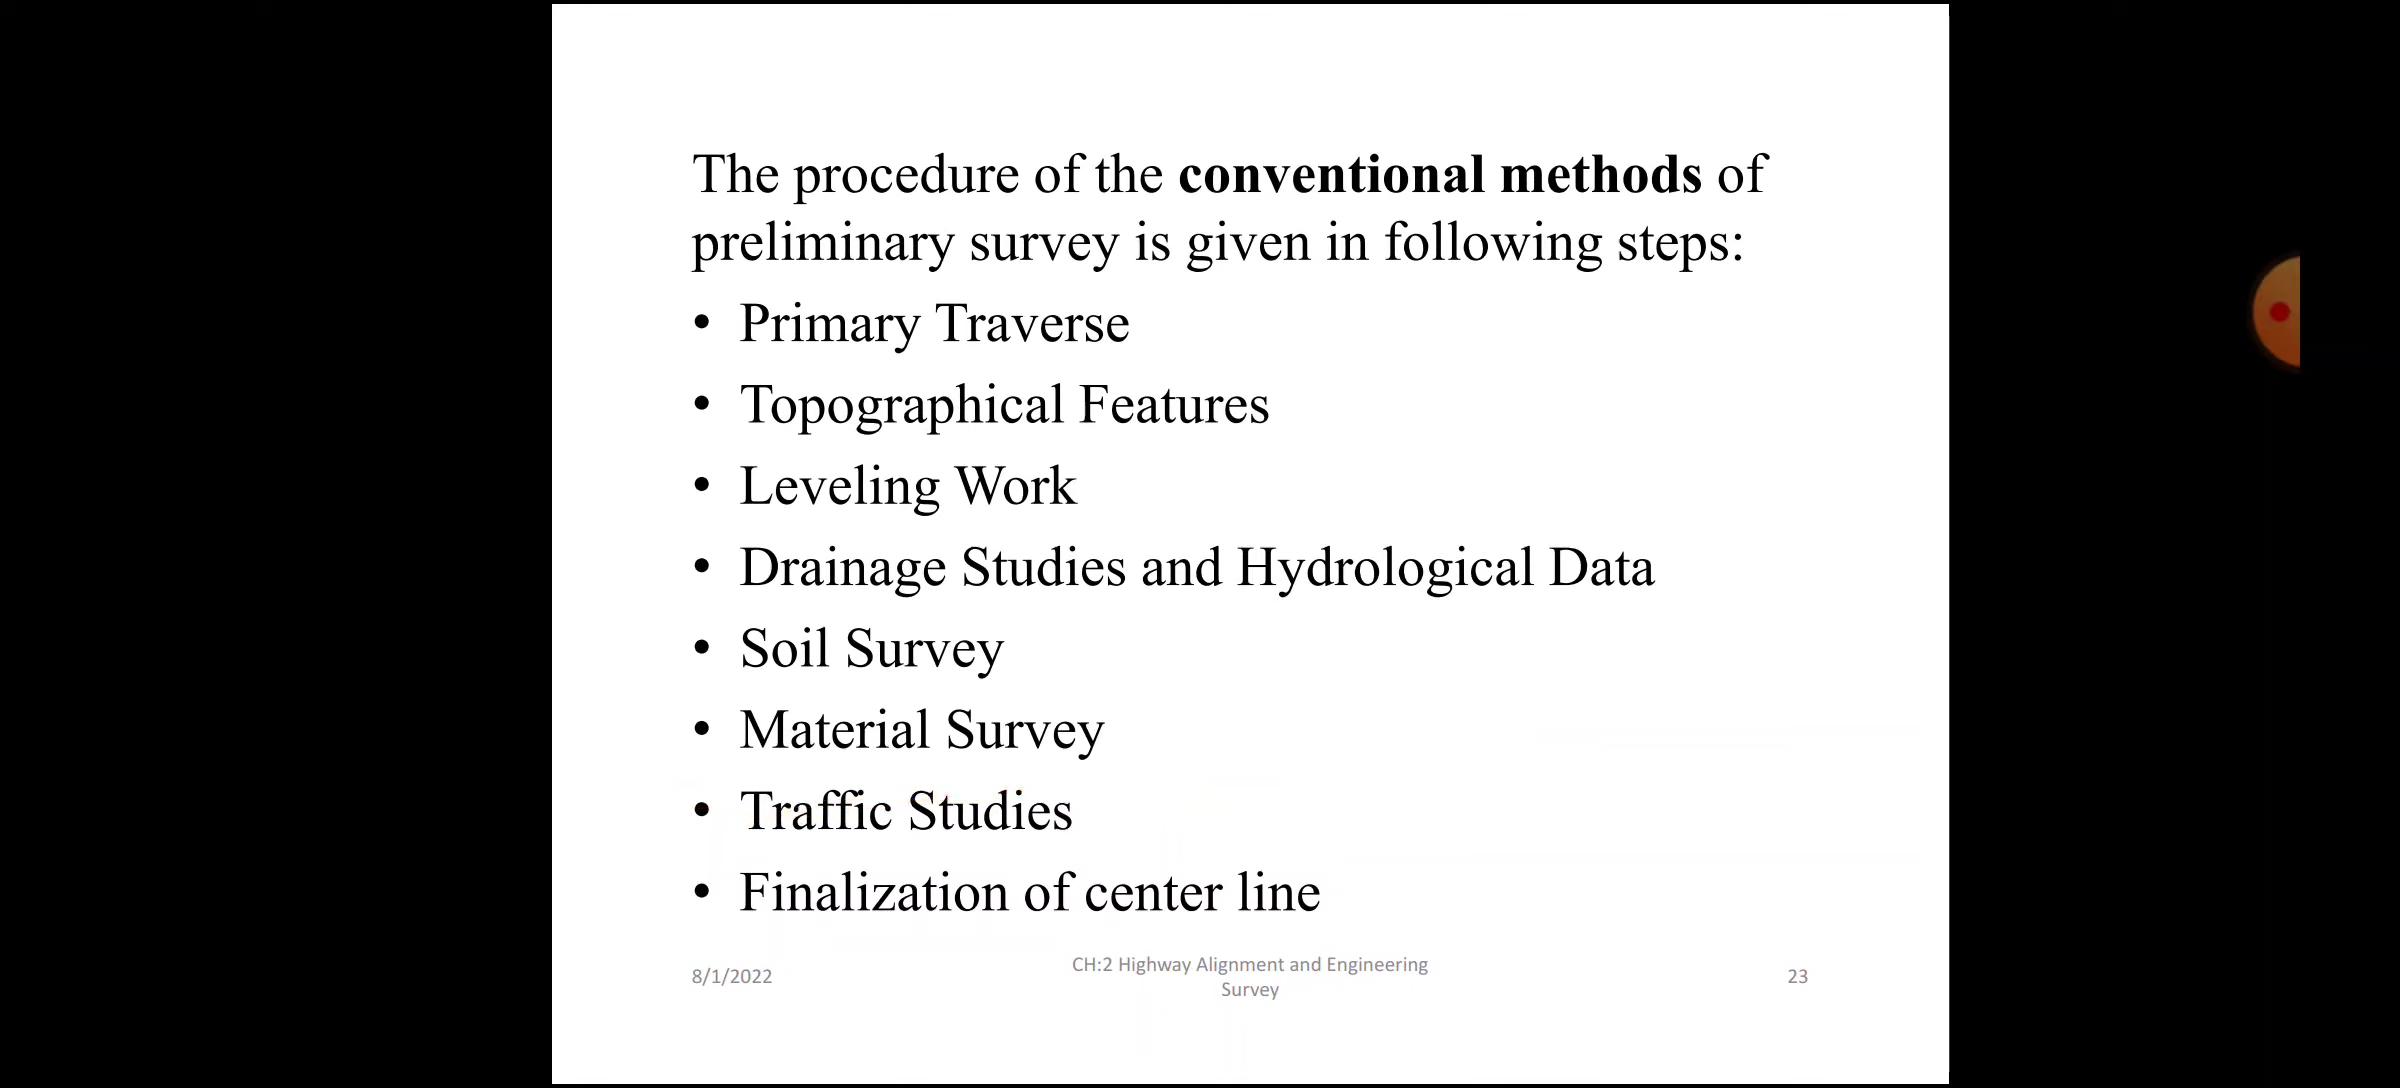 The procedure of the conventional methods of
preliminary survey is given in following steps:
• Primary Traverse
• Topographical Features
• Leveling Work
• Drainage Studies and Hydrological Data
• Soil Survey
• Material Survey
• Traffic Studies
• Finalization of center line
8/1/2022
CH:2 Highway Alignment and Engineering
Survey
23